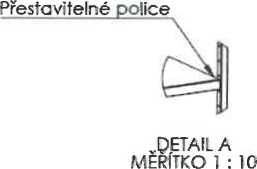 Přestavitelné police
DETAIL A
MĚŘÍTKO 1 : 10